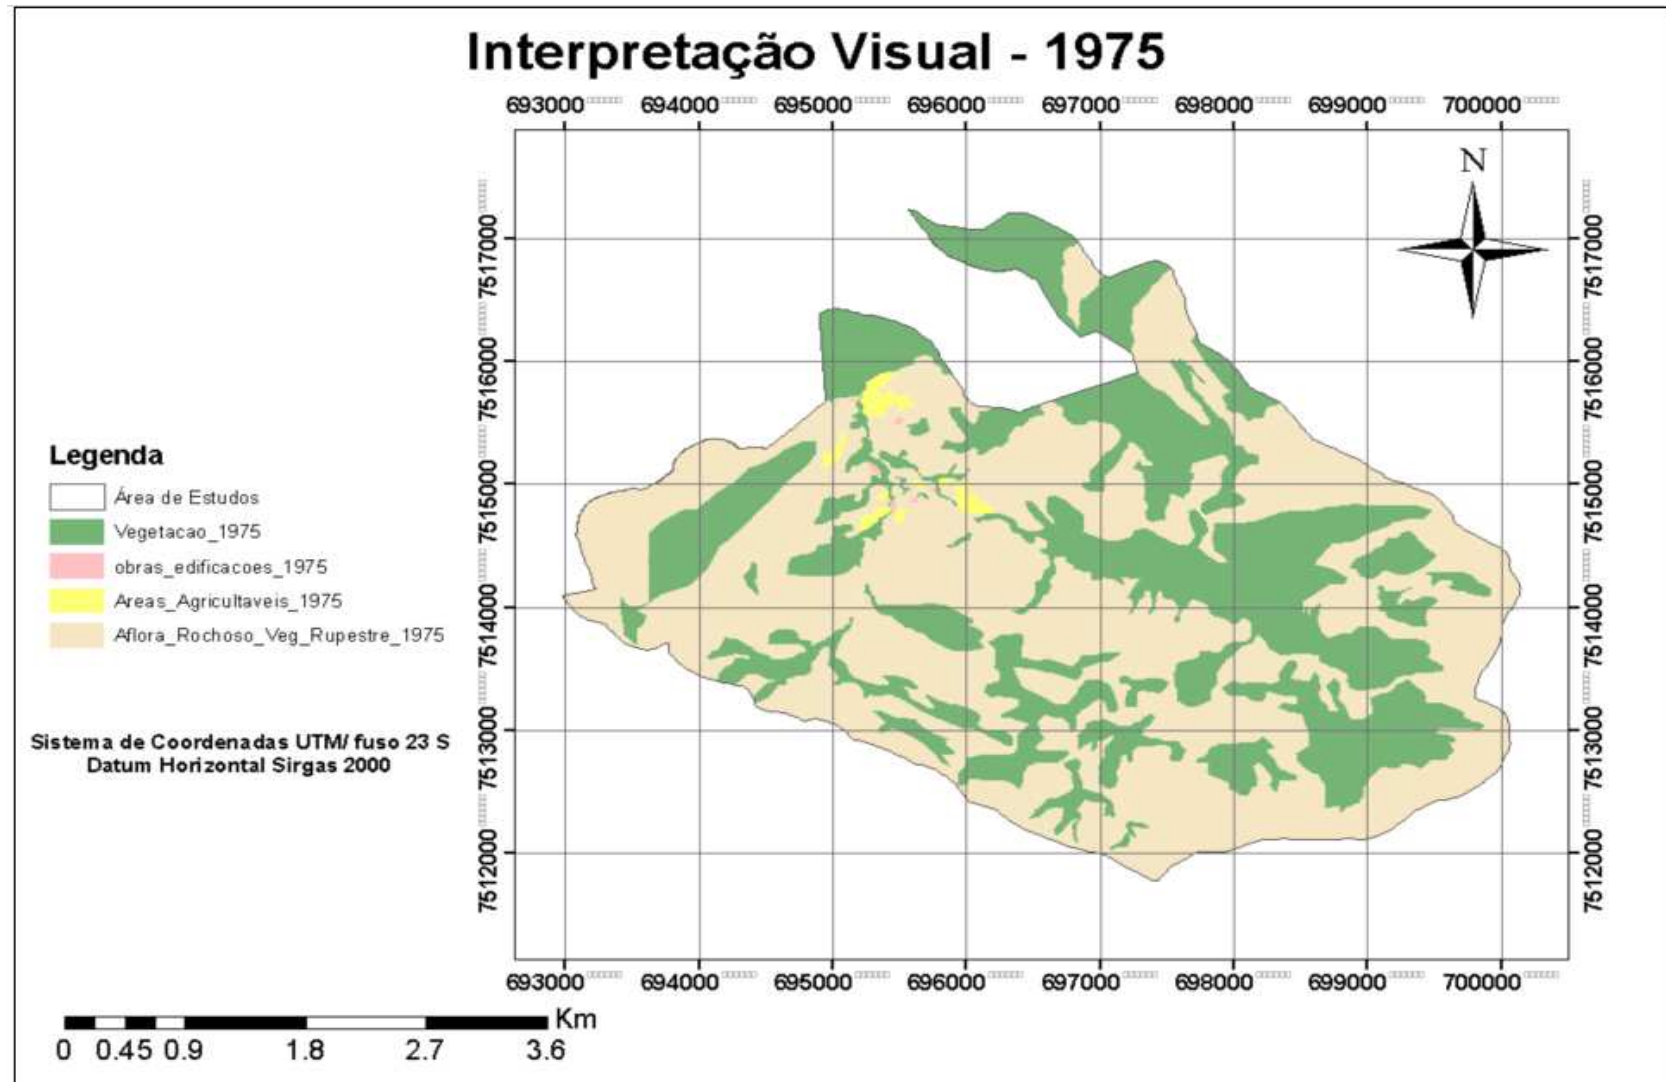 Interpretação Visual - 1975
693000 694000 695000 696000 697000 698000 699000 700000
N
7517000 7517000
7516000 7516000
7515000 7515000
7514000 7514000
7513000 7513000
7512000 7512000
Legenda
Área de Estudos
Vegetacao_1975
obras_edificacoes_1975
Areas_Agricultaveis_1975
Aflora_Rochoso_Veg_Rupestre_1975
Sistema de Coordenadas UTM/ fuso 23 S
Datum Horizontal Sirgas 2000
693000 694000 695000 696000 697000 698000 699000 700000
Km
0 0.45 0.9 1.8 2.7 3.6